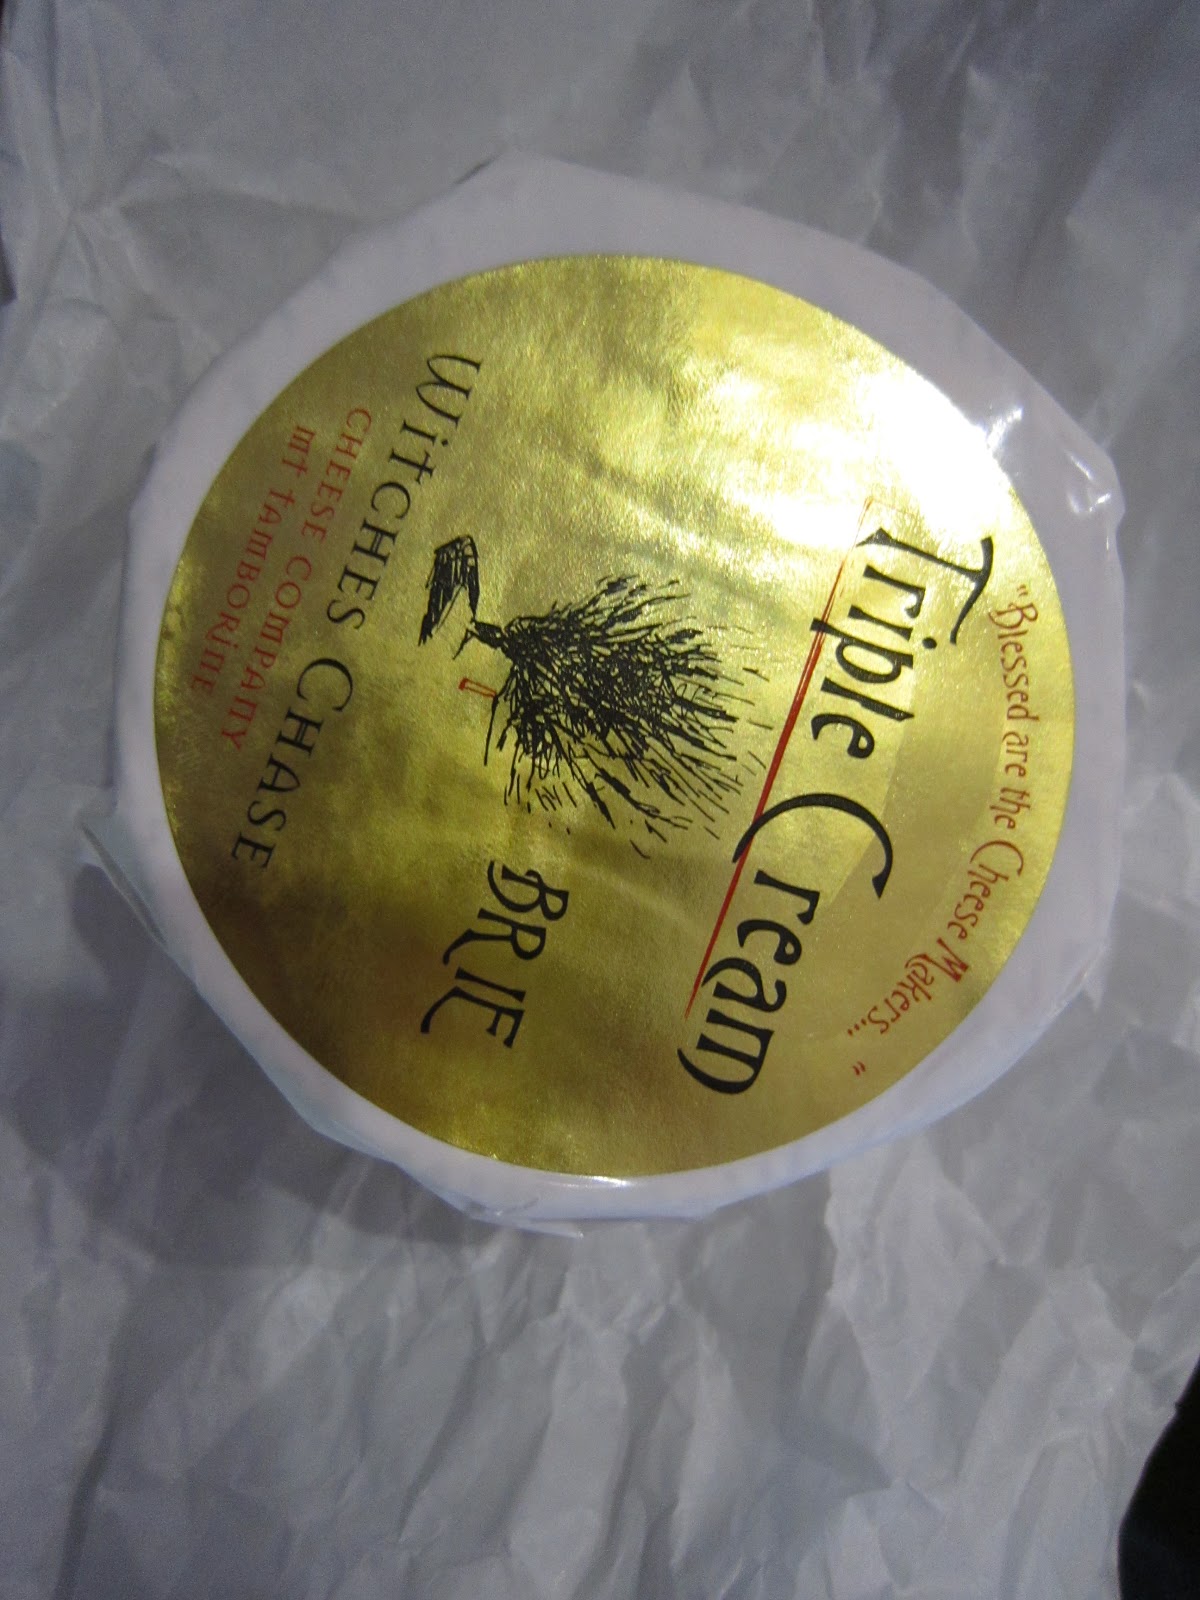 "Blessed are the Cheese Makers... "
Triple Cream
BRIE
WITCHES CHASE
CHEESE COMPANY
MT TAMBORINE